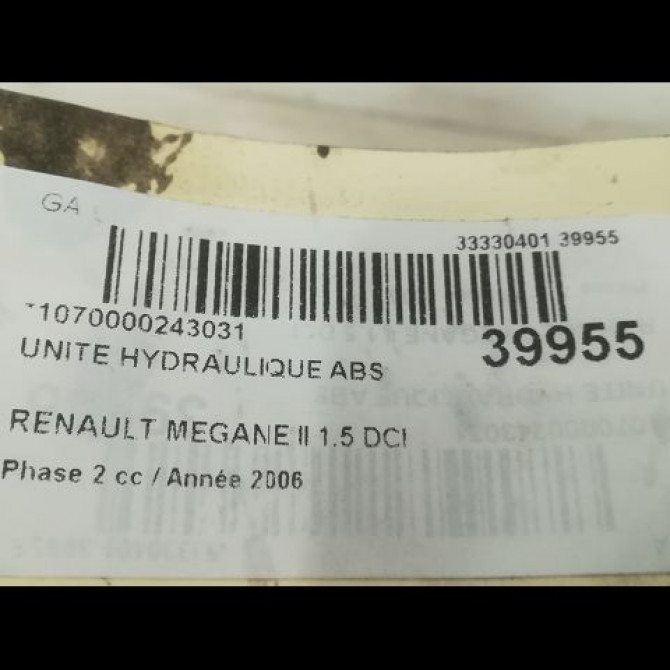 GA
33330401 39955
*1070000243031
39955
UNITE HYDRAULIQUE ABS
RENAULT MEGANE II 1.5 DCI
Phase 2 cc / Année 2006